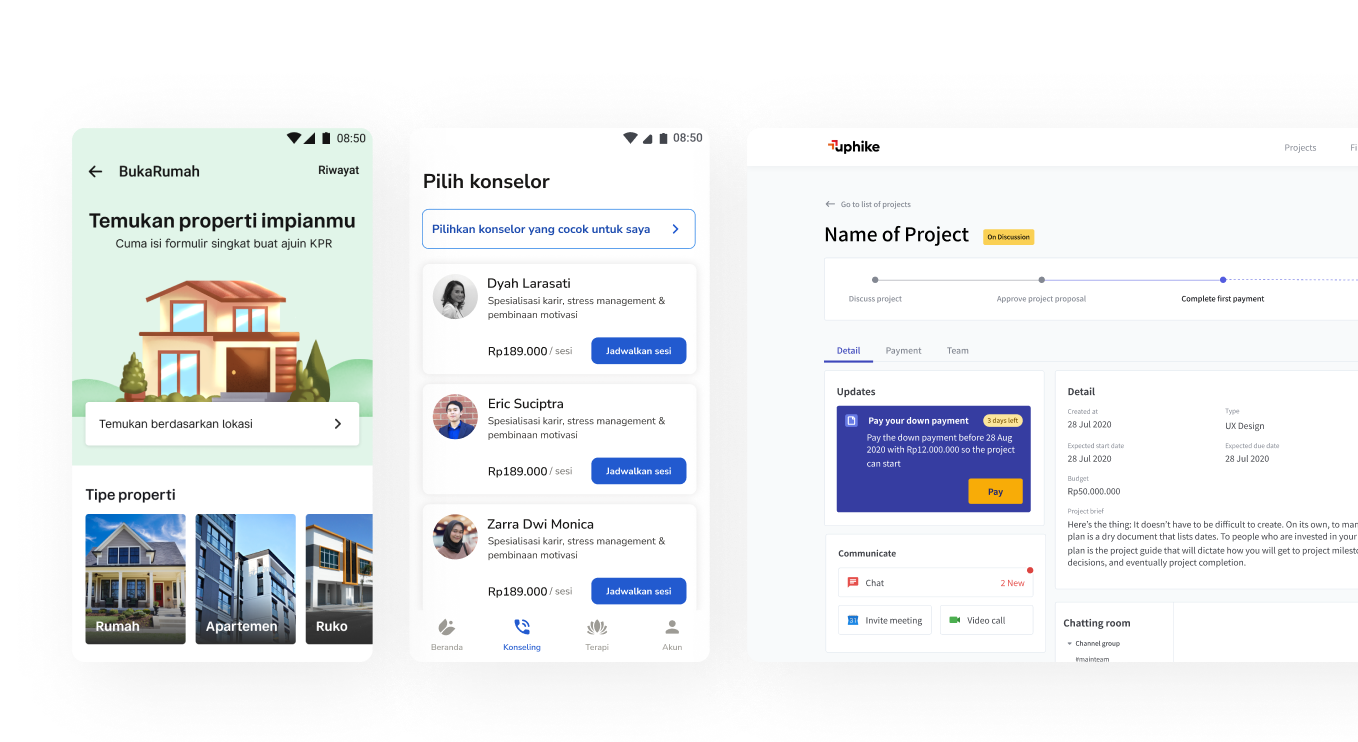 08:50
BukaRumah
Riwayat
Temukan properti impianmu
Cuma isi formulir singkat buat ajuin KPR
Temukan berdasarkan lokasi
Tipe properti
Rumah
Apartemen
Ruko
08:50
Pilih konselor
Pilihkan konselor yang cocok untuk saya
Dyah Larasati
Spesialisasi karir, stress management &
pembinaan motivasi
Rp189.000 / sesi
Jadwalkan sesi
Eric Suciptra
Spesialisasi karir, stress management &
pembinaan motivasi
Rp189.000 / sesi
Jadwalkan sesi
Zarra Dwi Monica
Spesialisasi karir, stress management &
pembinaan motivasi
Rp189.000 / sesi
Jadwalkan sesi
Beranda
Konseling
Terapi
Akun
uphike
Projects
Fi
Go to list of projects
Name of Project
On Discussion
Discuss project
Approve project proposal
Complete first payment
Detail
Payment
Team
Updates
Pay your down payment
3 days left
Pay the down payment before 28 Aug
2020 with Rp12.000.000 so the project
can start
Pay
Communicate
Chat
2 New
31
Invite meeting
Video call
Detail
Created at
28 Jul 2020
Type
UX Design
Expected start date
28 Jul 2020
Expected due date
28 Jul 2020
Budget
Rp50.000.000
Project brief
Here's the thing: It doesn't have to be difficult to create. On its own, to man
plan is a dry document that lists dates. To people who are invested in your
plan is the project guide that will dictate how you will get to project milesto
decisions, and eventually project completion.
Chatting room
Channel group
#mainteam